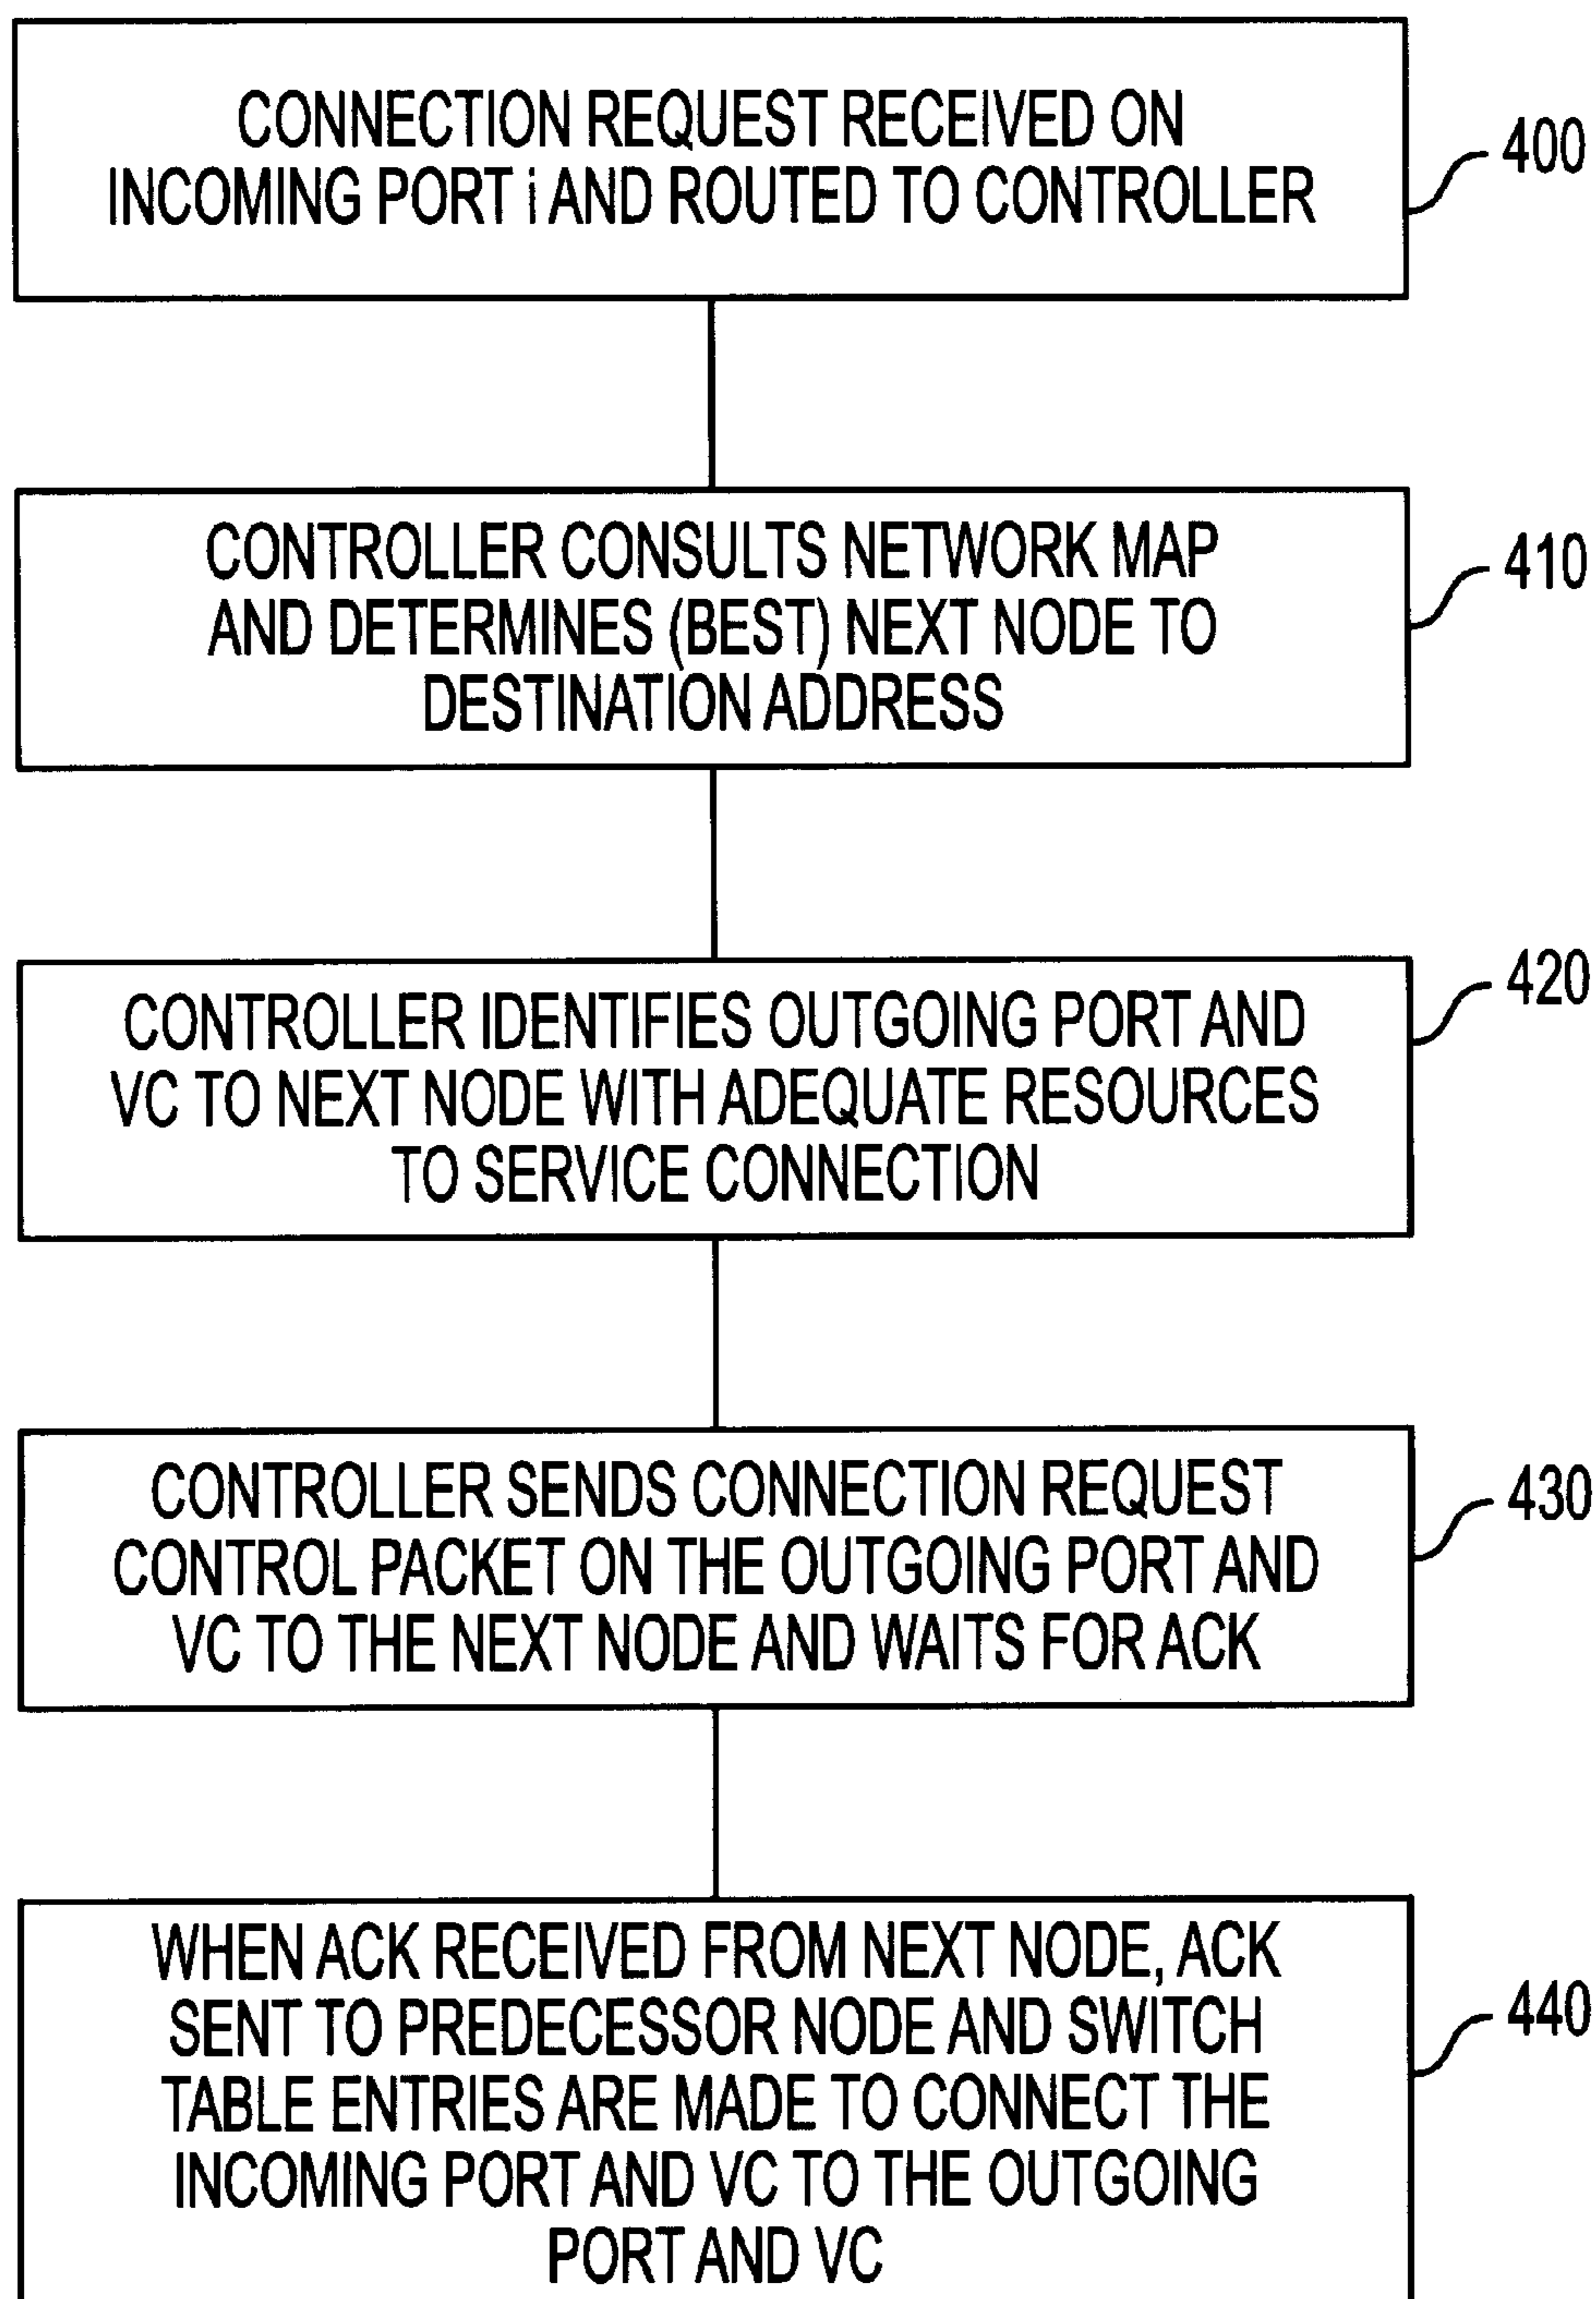 CONNECTION REQUEST RECEIVED ON
INCOMING PORT i AND ROUTED TO CONTROLLER
400
CONTROLLER CONSULTS NETWORK MAP
AND DETERMINES (BEST) NEXT NODE TO
DESTINATION ADDRESS
410
CONTROLLER IDENTIFIES OUTGOING PORT AND
VC TO NEXT NODE WITH ADEQUATE RESOURCES
TO SERVICE CONNECTION
420
CONTROLLER SENDS CONNECTION REQUEST
CONTROL PACKET ON THE OUTGOING PORT AND
VC TO THE NEXT NODE AND WAITS FOR ACK
430
WHEN ACK RECEIVED FROM NEXT NODE, ACK
SENT TO PREDECESSOR NODE AND SWITCH
TABLE ENTRIES ARE MADE TO CONNECT THE
INCOMING PORT AND VC TO THE OUTGOING
PORT AND VC
440